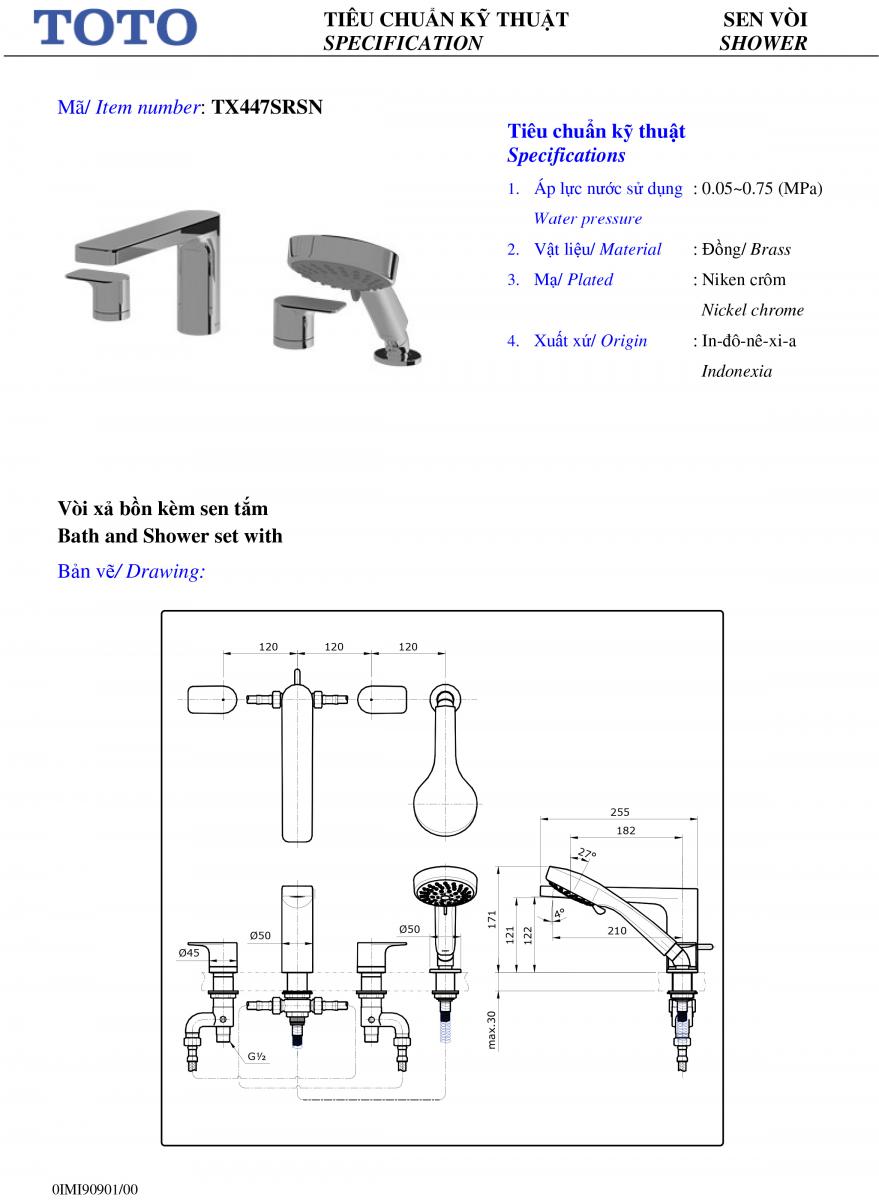 TOTO
TIÊU CHUẨN KỸ THUẬT
SEN VÒI
SPECIFICATION
SHOWER
Mã/ Item number: TX447SRSN
Tiêu chuẩn kỹ thuật
Specifications
1. Áp lực nước sử dụng : 0.05~0.75 (MPa)
Water pressure
2. Vật liệu/ Material : Đồng/ Brass
3. Mạ/ Plated : Niken crôm
Nickel chrome
4. Xuất xứ/ Origin : In-đô-nê-xi-a
Indonexia
Vòi xả bồn kèm sen tắm
Bath and Shower set with
Bản vẽ/ Drawing:
120 120 120
255
182
27°
171
121
122
4°
210
Ø50
Ø50
Ø45
max.30
G½
0IMI90901/00